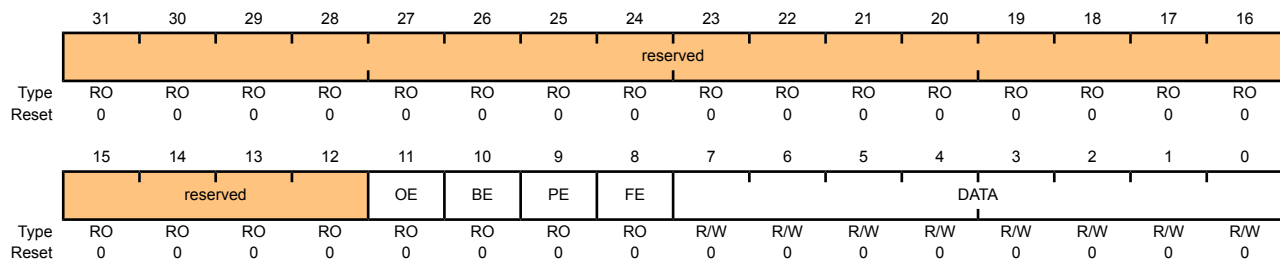 31 30 29 28 27 26 25 24 23 22 21 20 19 18 17 16
reserved
Type RO RO RO RO RO RO RO RO RO RO RO RO RO RO RO RO
Reset 0 0 0 0 0 0 0 0 0 0 0 0 0 0 0 0
15 14 13 12 11 10 9 8 7 6 5 4 3 2 1 0
reserved OE BE PE FE DATA
Type RO RO RO RO RO RO RO RO R/W R/W R/W R/W R/W R/W R/W R/W
Reset 0 0 0 0 0 0 0 0 0 0 0 0 0 0 0 0